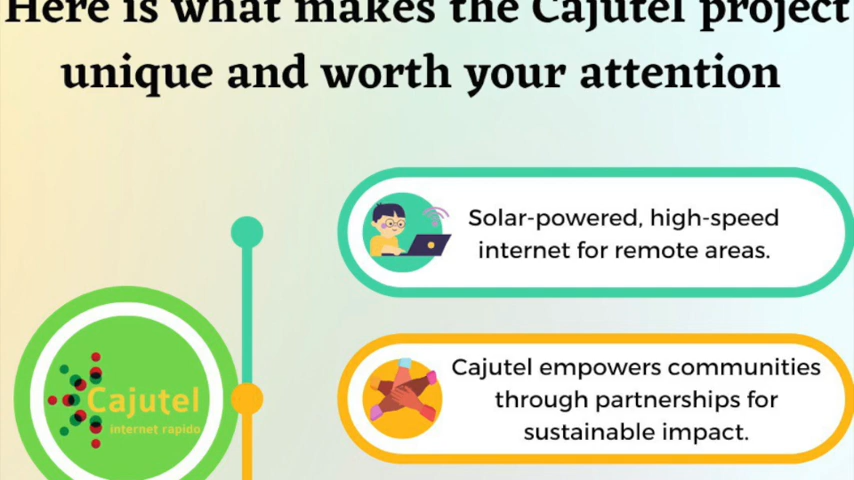 Here is what makes the Cajutel project
unique and worth your attention
Solar-powered, high-speed
internet for remote areas.
Cajutel empowers communities
through partnerships for
sustainable impact.
Cajutel
internet rapido